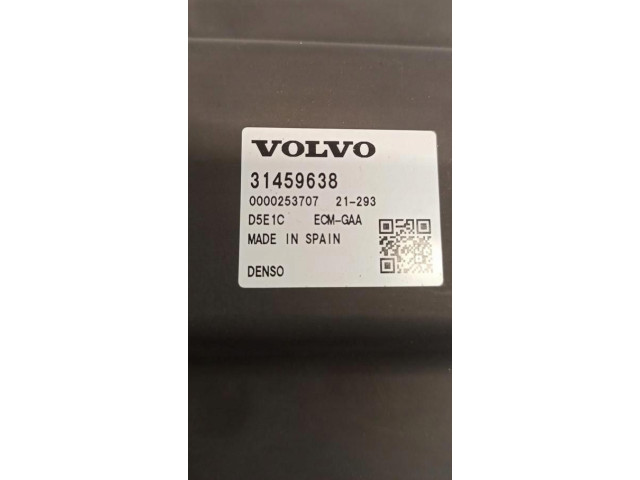 VOLVO
31459638
0000253707 21-293
D5E1C ECM-GAA
MADE IN SPAIN
DENSO